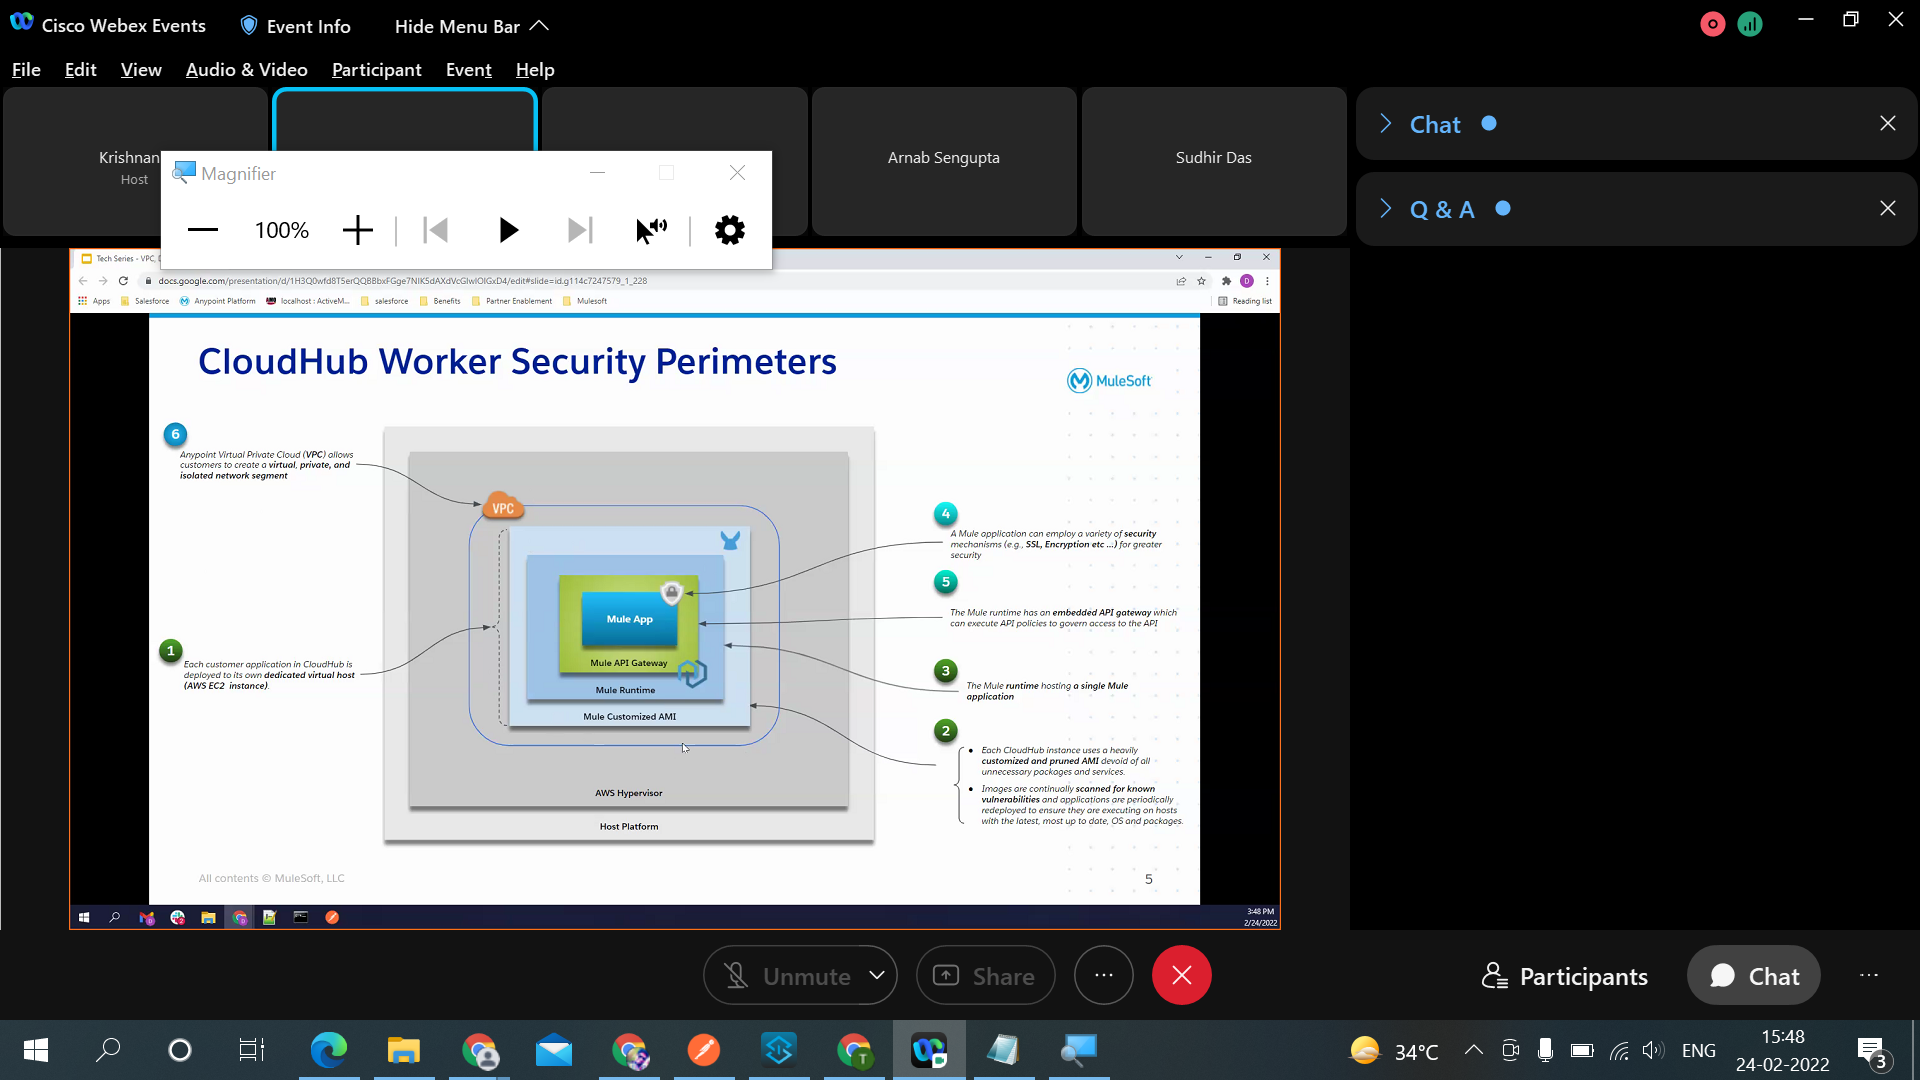 Cisco Webex Events
Event Info
Hide Menu Bar
File Edit View Audio & Video Participant Event Help
Krishnan
Host
Arnab Sengupta
Sudhir Das
Chat
Q & A
Magnifier
100%
Tech Series - VPC,
docs.google.com/presentation/d/
Apps Salesforce Anypoint Platform localhost : ActiveM... salesforce Benefits Partner Enablement Mulesoft Reading list
CloudHub Worker Security Perimeters
MuleSoft
6
Anypoint Virtual Private Cloud (VPC) allows
customers to create a virtual, private, and
isolated network segment
VPC
1
Each customer application in CloudHub is
deployed to its own dedicated virtual host
(AWS EC2 instance).
Mule App
Mule API Gateway
Mule Runtime
Mule Customized AMI
AWS Hypervisor
Host Platform
4
A Mule application can employ a variety of security
mechanisms (e.g., SSL, Encryption etc ...) for greater
security
5
The Mule runtime has an embedded API gateway which
can execute API policies to govern access to the API
3
The Mule runtime hosting a single Mule
application
2
Each CloudHub instance uses a heavily
customized and pruned AMI devoid of all
unnecessary packages and services.
Images are continually scanned for known
vulnerabilities and applications are periodically
redeployed to ensure they are executing on hosts
with the latest, most up to date, OS and packages.
All contents © MuleSoft, LLC
5
3:48 PM
2/24/2022
Unmute
Share
Participants
Chat
34°C
ENG
15:48
24-02-2022
3